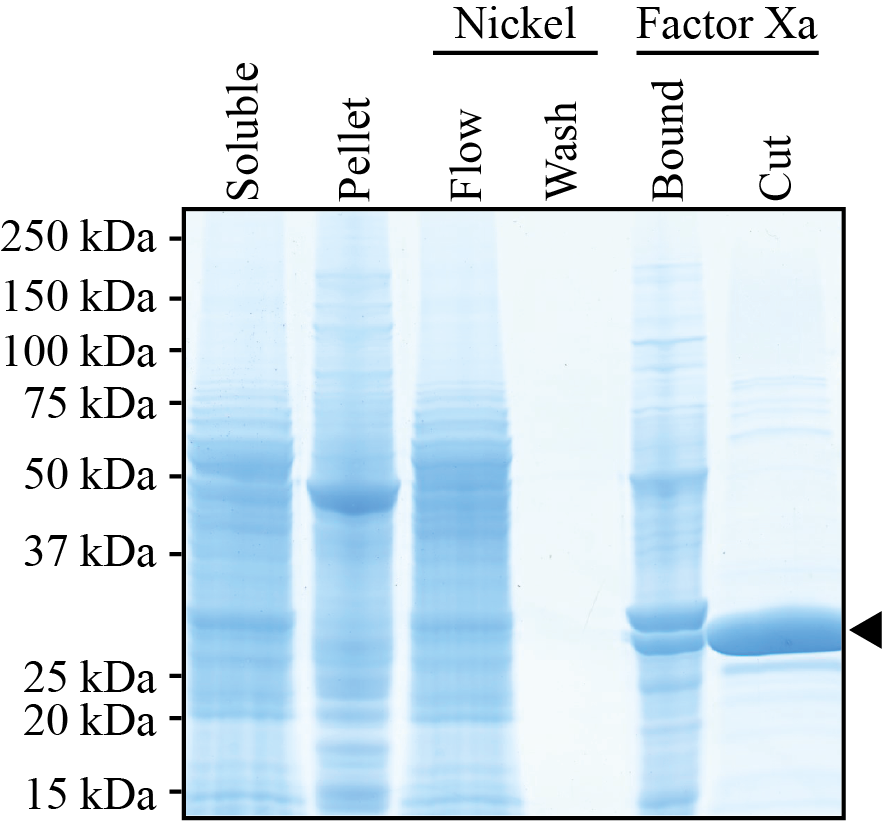 Nickel Factor Xa
Soluble Pellet Flow Wash Bound Cut
250 kDa
150 kDa
100 kDa
75 kDa
50 kDa
37 kDa
25 kDa
20 kDa
15 kDa